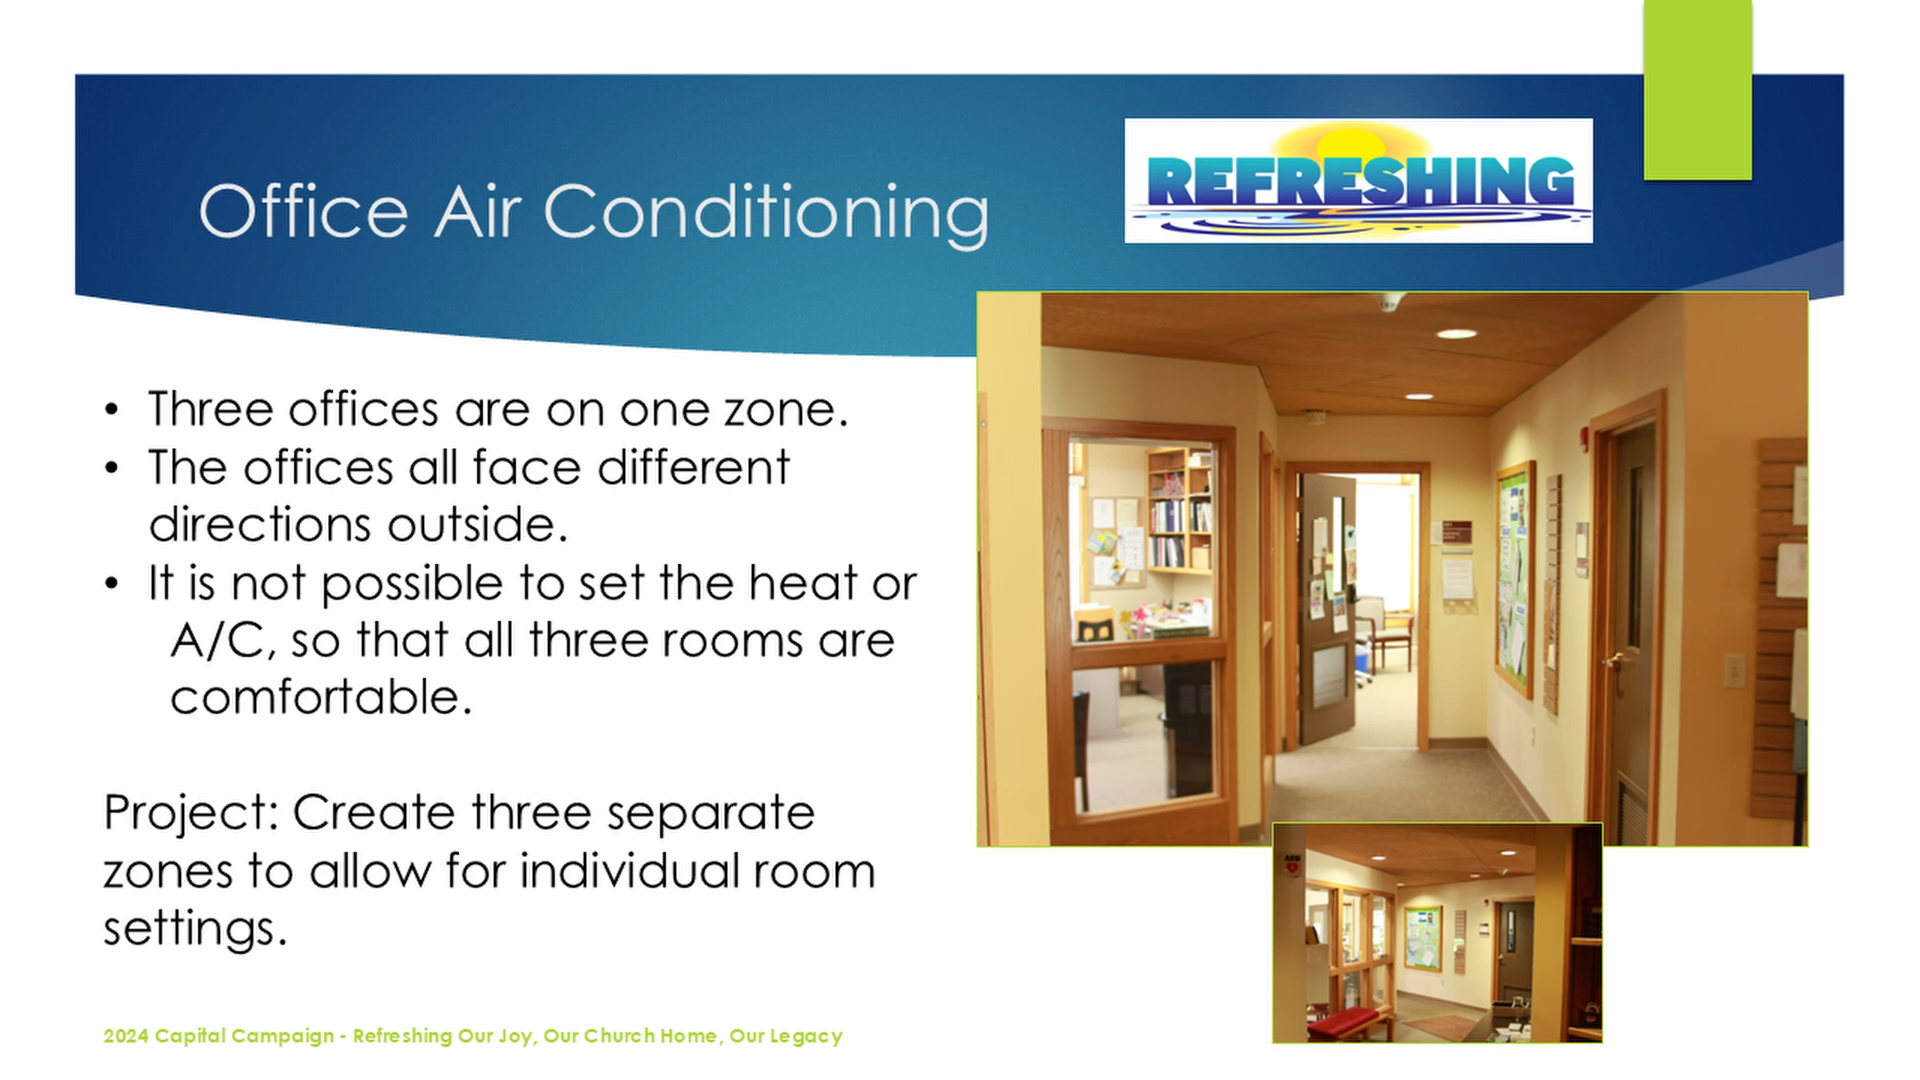 Office Air Conditioning
REFRESHING
• Three offices are on one zone.
• The offices all face different
directions outside.
• It is not possible to set the heat or
A/C, so that all three rooms are
comfortable.
Project: Create three separate
zones to allow for individual room
settings.
AED
2024 Capital Campaign - Refreshing Our Joy, Our Church Home, Our Legacy